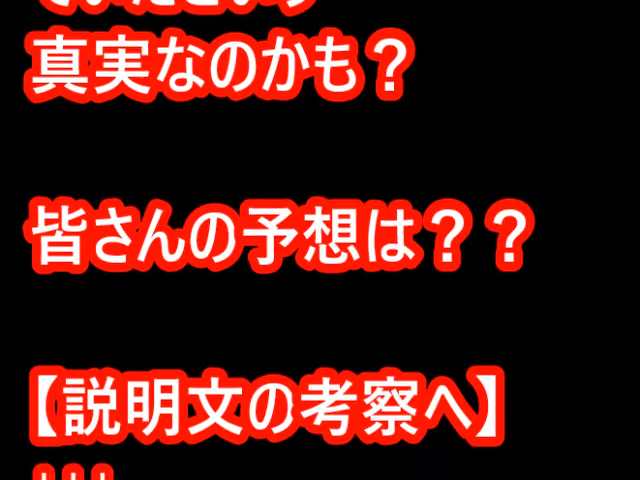 真実なのかも？
皆さんの予想は？？
【説明文の考察へ】